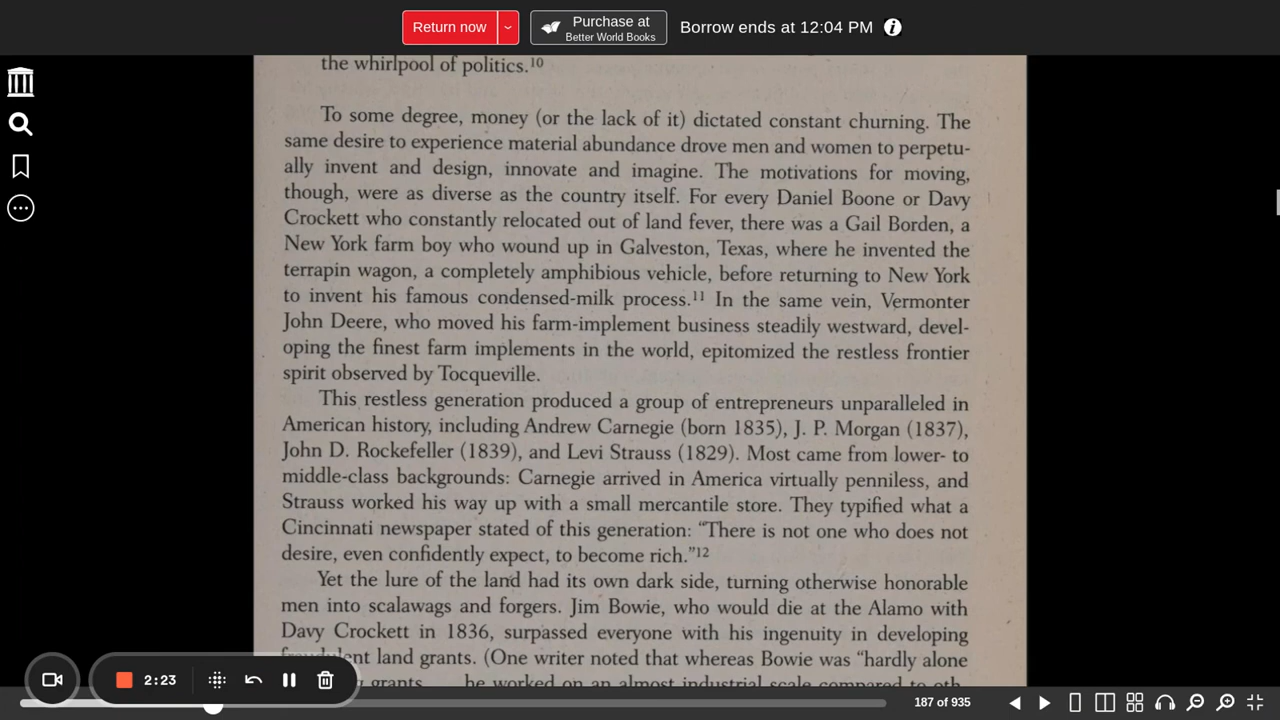 Return now
Purchase at
Better World Books
Borrow ends at 12:04 PM
the whirlpool of politics.10
To some degree, money (or the lack of it) dictated constant churning. The
same desire to experience material abundance drove men and women to perpetu-
ally invent and design, innovate and imagine. The motivations for moving,
though, were as diverse as the country itself. For every Daniel Boone or Davy
Crockett who constantly relocated out of land fever, there was a Gail Borden, a
New York farm boy who wound up in Galveston, Texas, where he invented the
terrapin wagon, a completely amphibious vehicle, before returning to New York
to invent his famous condensed-milk process.11 In the same vein, Vermonter
John Deere, who moved his farm-implement business steadily westward, devel-
oping the finest farm implements in the world, epitomized the restless frontier
spirit observed by Tocqueville.
This restless generation produced a group of entrepreneurs unparalleled in
American history, including Andrew Carnegie (born 1835), J. P. Morgan (1837),
John D. Rockefeller (1839), and Levi Strauss (1829). Most came from lower- to
middle-class backgrounds: Carnegie arrived in America virtually penniless, and
Strauss worked his way up with a small mercantile store. They typified what a
Cincinnati newspaper stated of this generation: “There is not one who does not
desire, even confidently expect, to become rich.”12
Yet the lure of the land had its own dark side, turning otherwise honorable
men into scalawags and forgers. Jim Bowie, who would die at the Alamo with
Davy Crockett in 1836, surpassed everyone with his ingenuity in developing
fraudulent land grants. (One writer noted that whereas Bowie was “hardly alone
grants . . . he worked on an almost industrial scale compared to oth-
2:23
187 of 935